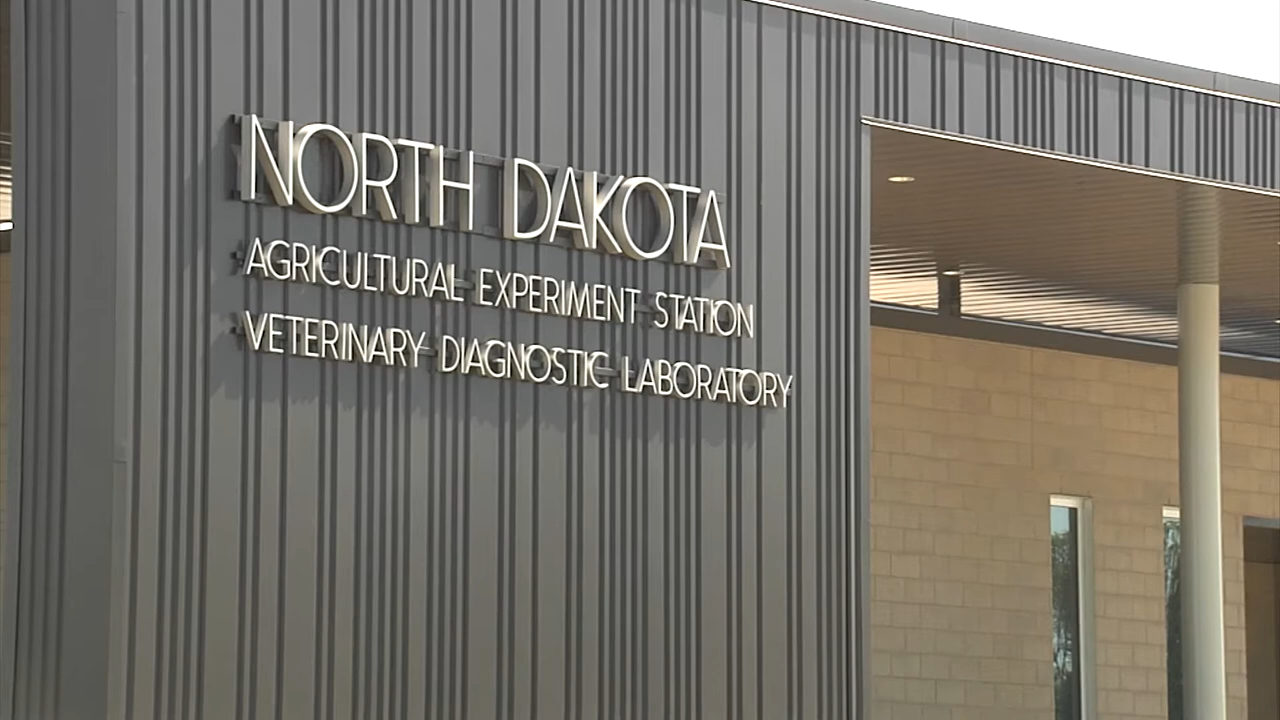 NORTH DAKOTA
AGRICULTURAL EXPERIMENT STATION
VETERINARY DIAGNOSTIC LABORATORY